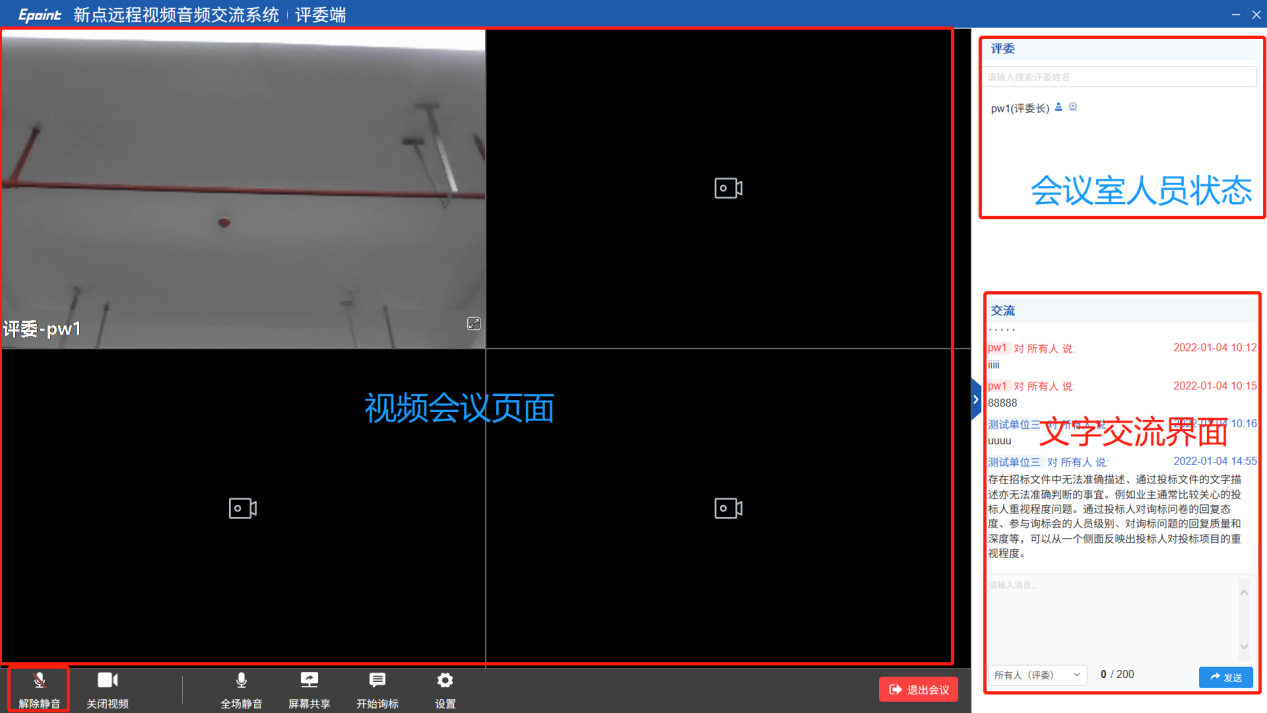 Epoint 新点远程视频音频交流系统 | 评委端
评委
请输入搜索评委姓名
pw1(评委长)
会议室人员状态
评委-pw1
视频会议页面
交流
.....
pw1 对 所有人 说: 2022-01-04 10:12
iiiii
pw1 对 所有人 说: 2022-01-04 10:15
88888
测试单位三 对 所有人 说: 2022-01-04 10:16
uuuu
文字交流界面
测试单位三 对 所有人 说: 2022-01-04 14:55
存在招标文件中无法准确描述、通过投标文件的文字描
述亦无法准确判断的事宜。例如业主通常比较关心的投
标人重视程度问题。通过投标人对询标问卷的回复态
度、参与询标会的人员级别、对询标问题的回复质量和
深度等，可以从一个侧面反映出投标人对投标项目的重
视程度。
请输入消息...
所有人（评委） 0 / 200
发送
解除静音 关闭视频 全场静音 屏幕共享 开始询标 设置 退出会议